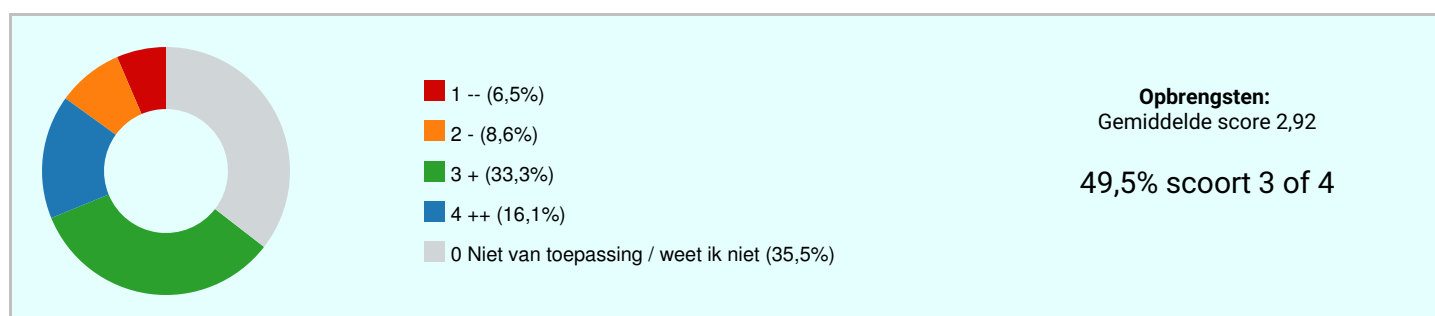 1 -- (6,5%)
2 - (8,6%)
3 + (33,3%)
4 ++ (16,1%)
0 Niet van toepassing / weet ik niet (35,5%)
Opbrengsten:
Gemiddelde score 2,92
49,5% scoort 3 of 4